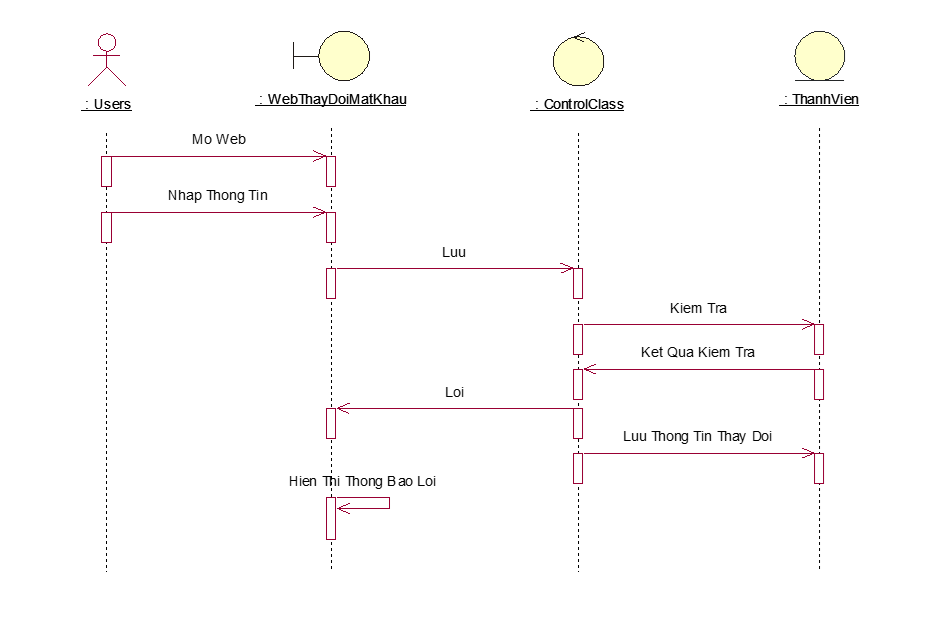 : Users
: WebThayDoiMatKhau
: ControlClass
: ThanhVien
Mo Web
Nhap Thong Tin
Luu
Kiem Tra
Ket Qua Kiem Tra
Loi
Luu Thong Tin Thay Doi
Hien Thi Thong Bao Loi